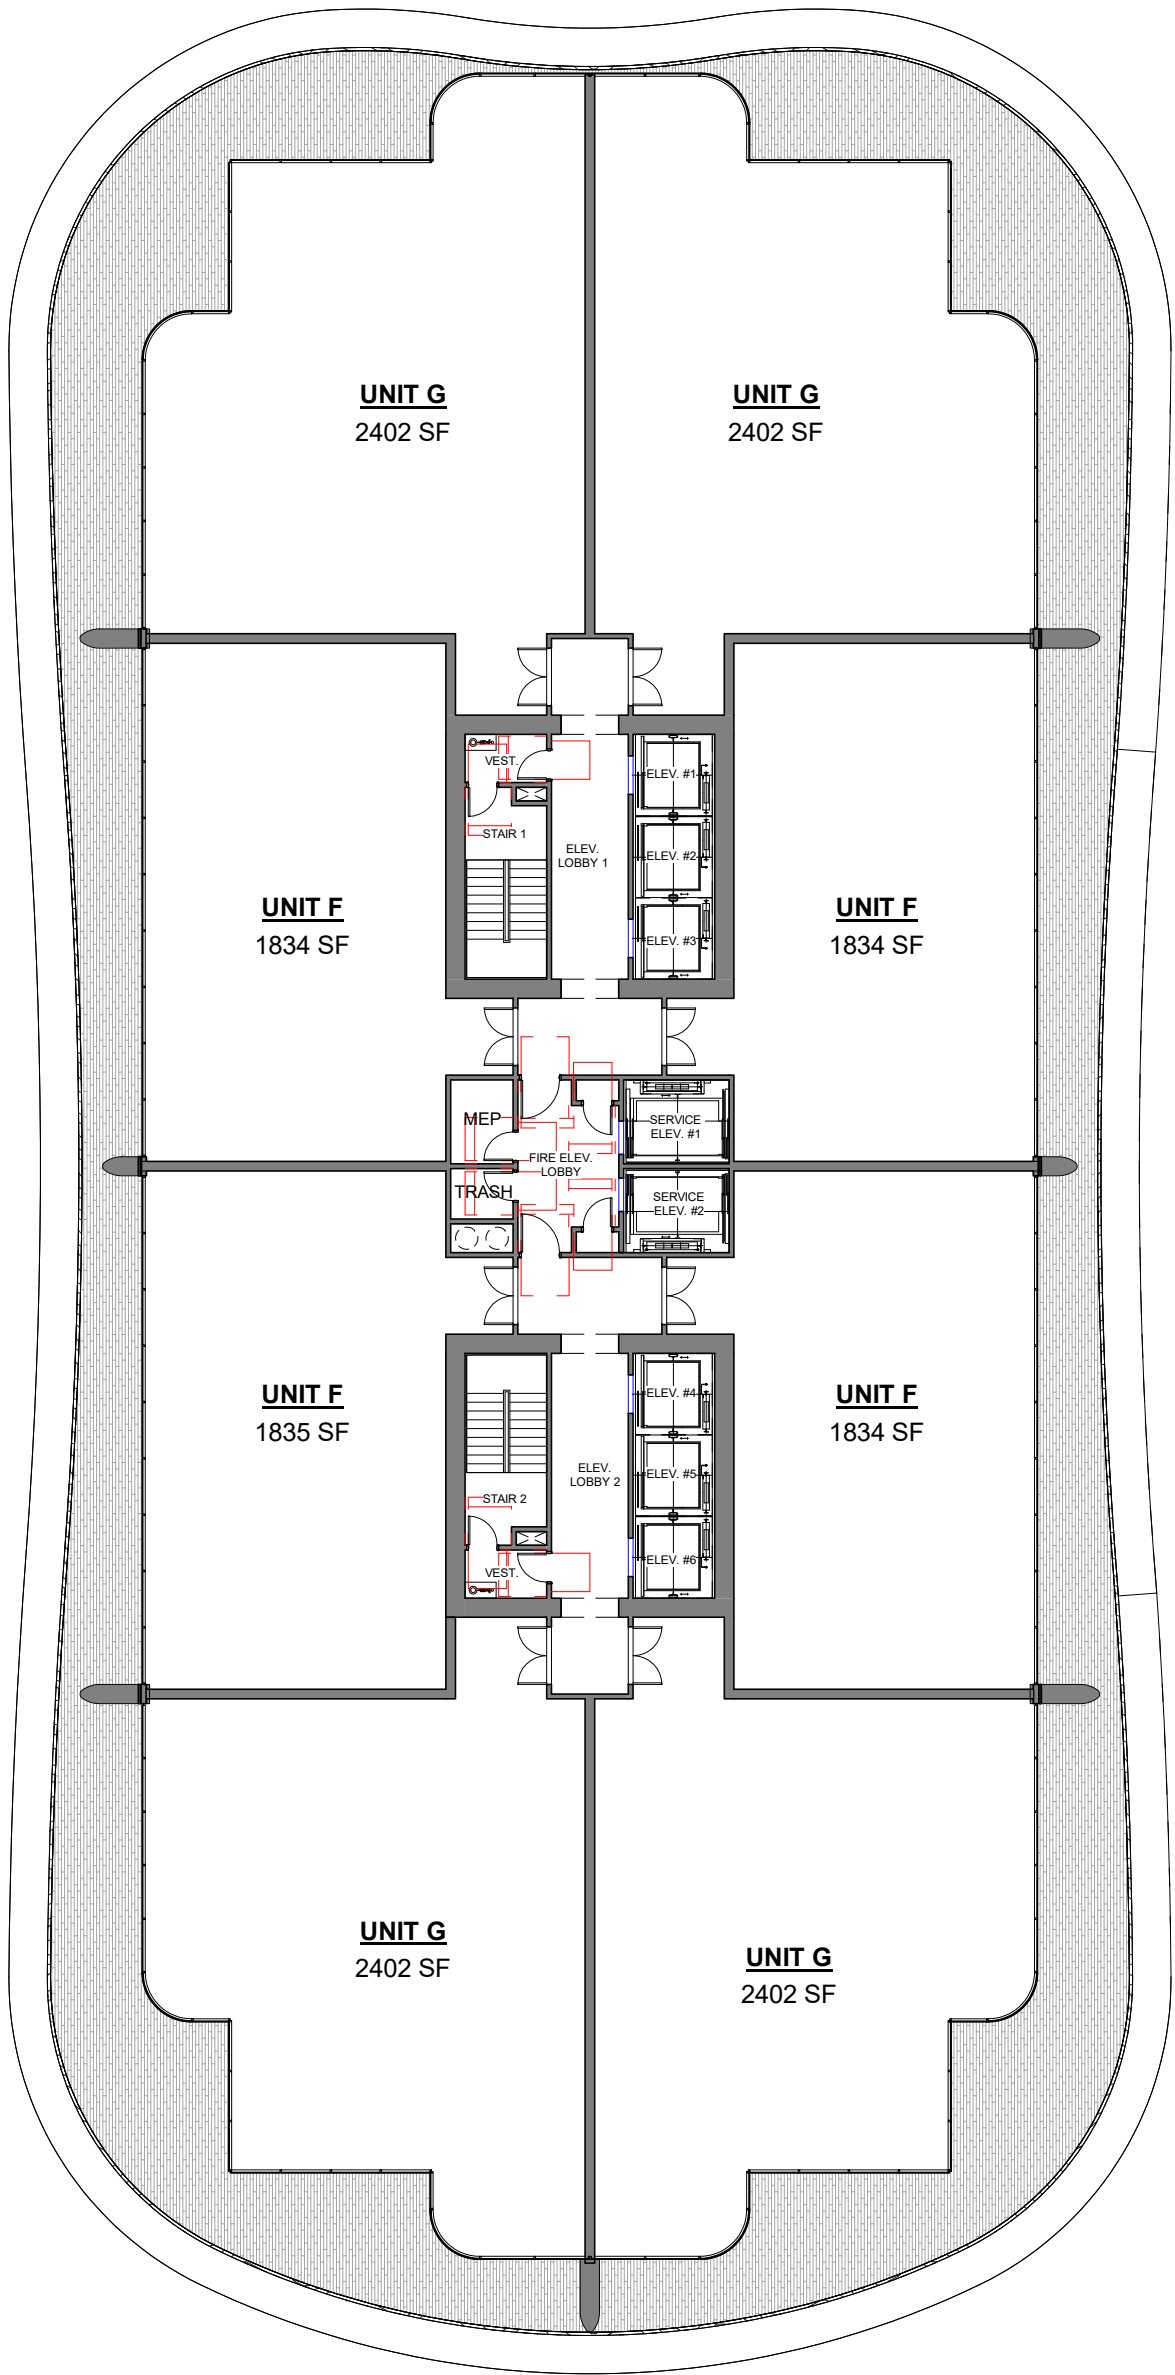 UNIT G
2402 SF
UNIT G
2402 SF
VEST.
ELEV. #1
STAIR 1
ELEV.
LOBBY 1
ELEV. #2
ELEV. #3
UNIT F
1834 SF
UNIT F
1834 SF
MEP
FIRE ELEV.
LOBBY
SERVICE
ELEV. #1
TRASH
SERVICE
ELEV. #2
UNIT F
1835 SF
UNIT F
1834 SF
ELEV. #4
ELEV.
LOBBY 2
ELEV. #5
STAIR 2
ELEV. #6
VEST.
UNIT G
2402 SF
UNIT G
2402 SF